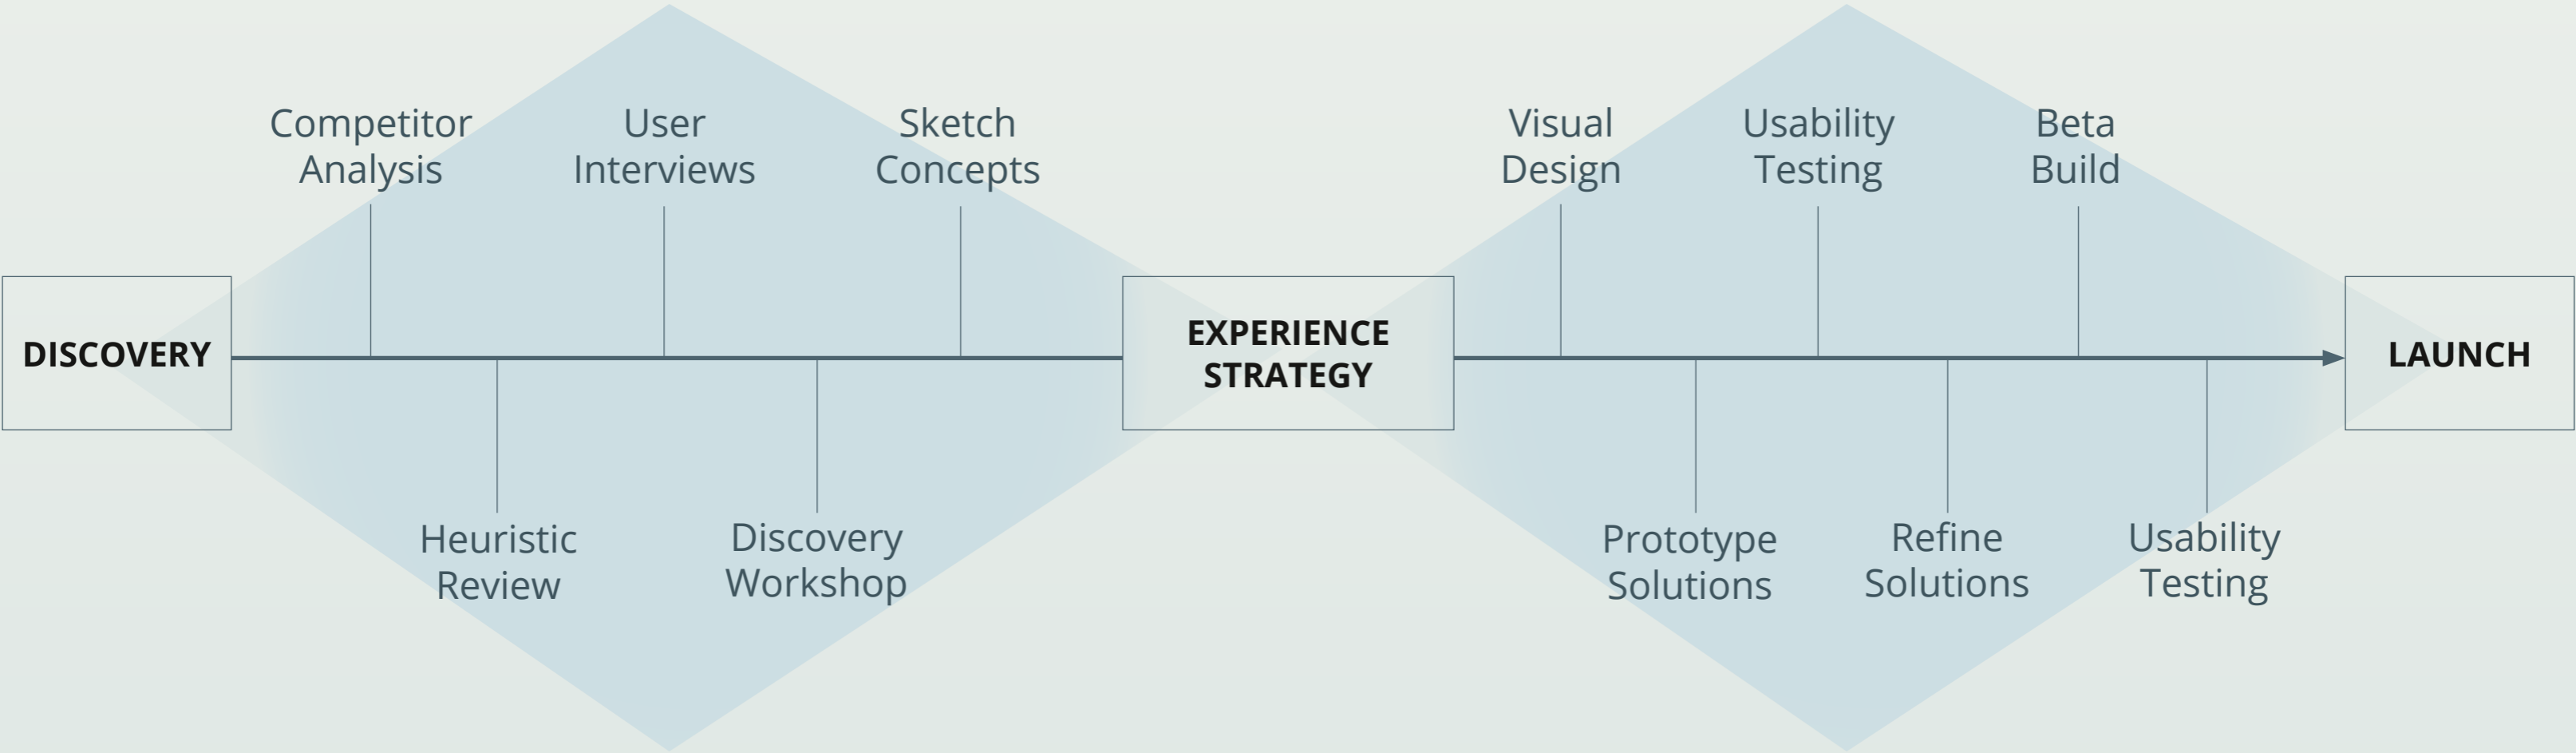 Competitor
Analysis
User
Interviews
Sketch
Concepts
Visual
Design
Usability
Testing
Beta
Build
DISCOVERY
EXPERIENCE
STRATEGY
LAUNCH
Heuristic
Review
Discovery
Workshop
Prototype
Solutions
Refine
Solutions
Usability
Testing